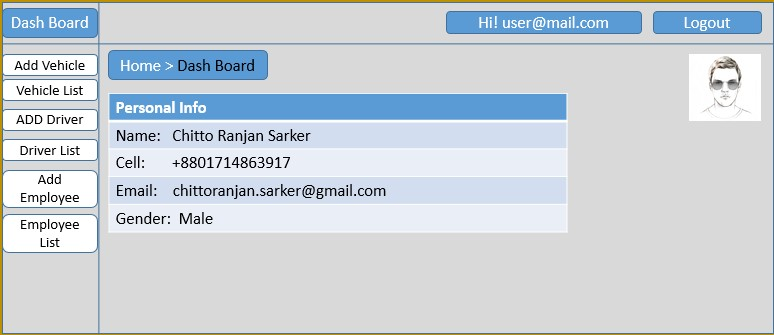 Dash Board
Hi! user@mail.com
Logout
Add Vehicle
Vehicle List
ADD Driver
Driver List
Add
Employee
Employee
List
Home > Dash Board
Personal Info
Name: Chitto Ranjan Sarker
Cell: +8801714863917
Email: chittoranjan.sarker@gmail.com
Gender: Male